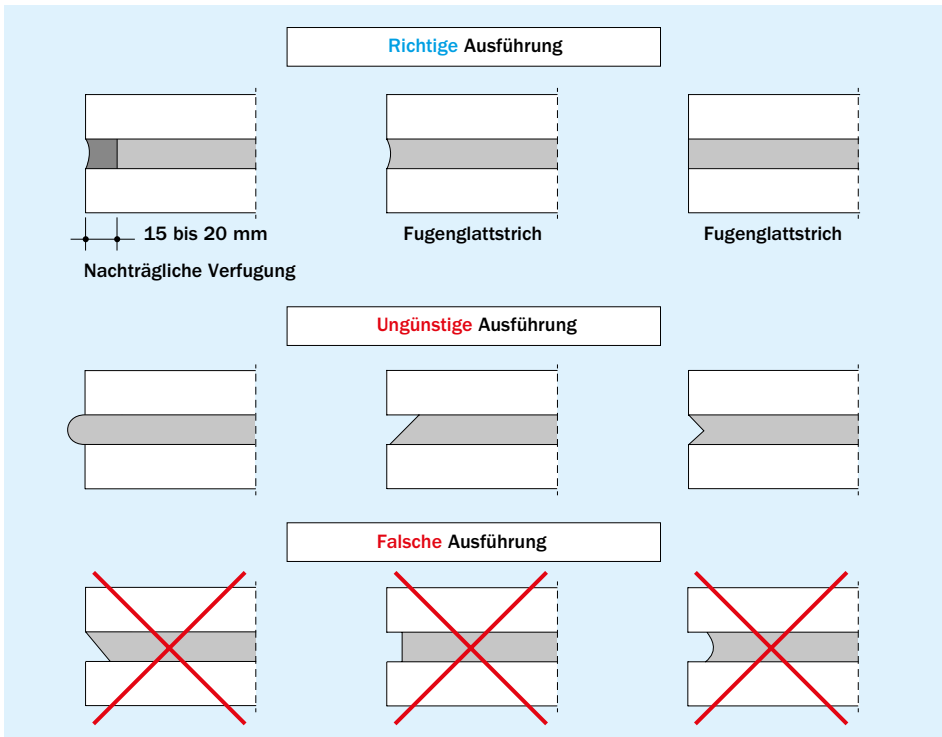 Richtige Ausführung
15 bis 20 mm
Nachträgliche Verfugung
Fugenglattstrich
Fugenglattstrich
Ungünstige Ausführung
Falsche Ausführung